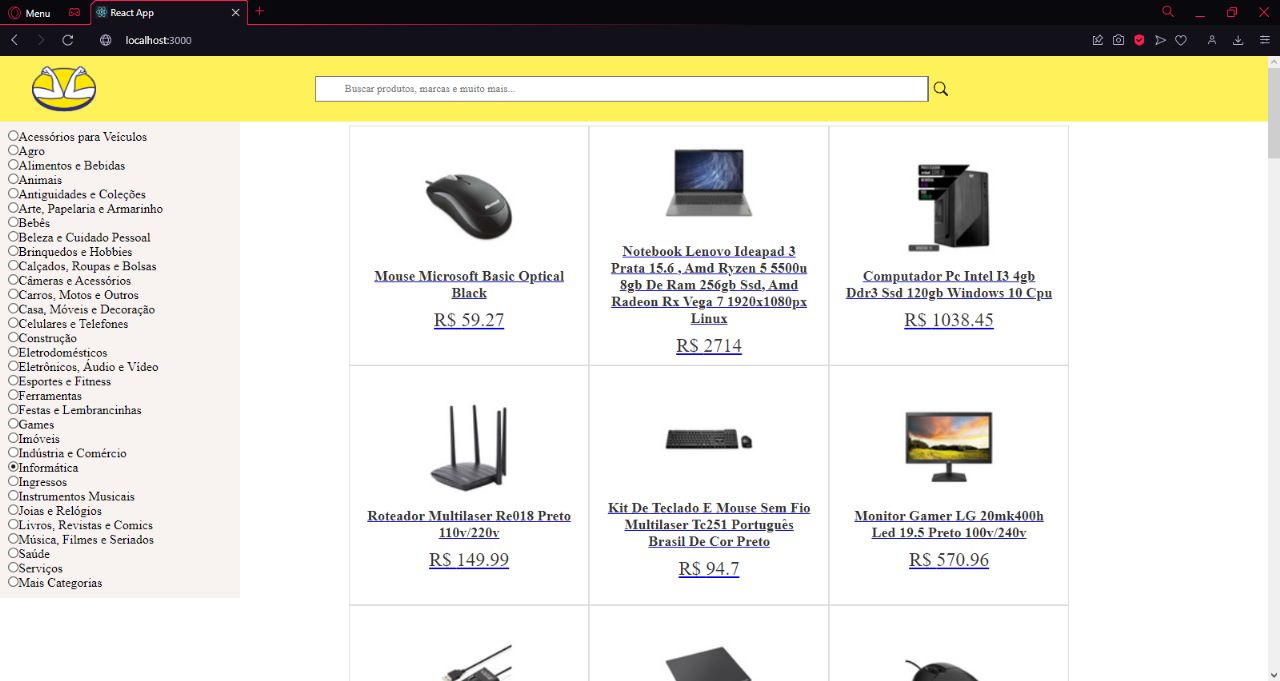 Menu
React App
localhost:3000
Buscar produtos, marcas e muito mais...
Acessórios para Veículos
Agro
Alimentos e Bebidas
Animais
Antiguidades e Coleções
Arte, Papelaria e Armarinho
Bebês
Beleza e Cuidado Pessoal
Brinquedos e Hobbies
Calçados, Roupas e Bolsas
Câmeras e Acessórios
Carros, Motos e Outros
Casa, Móveis e Decoração
Celulares e Telefones
Construção
Eletrodomésticos
Eletrônicos, Áudio e Vídeo
Esportes e Fitness
Ferramentas
Festas e Lembrancinhas
Games
Imóveis
Indústria e Comércio
Informática
Ingressos
Instrumentos Musicais
Joias e Relógios
Livros, Revistas e Comics
Música, Filmes e Seriados
Saúde
Serviços
Mais Categorias
Mouse Microsoft Basic Optical
Black
R$ 59.27
Notebook Lenovo Ideapad 3
Prata 15.6 , Amd Ryzen 5 5500u
8gb De Ram 256gb Ssd, Amd
Radeon Rx Vega 7 1920x1080px
Linux
R$ 2714
Computador Pc Intel I3 4gb
Ddr3 Ssd 120gb Windows 10 Cpu
R$ 1038.45
Roteador Multilaser Re018 Preto
110v/220v
R$ 149.99
Kit De Teclado E Mouse Sem Fio
Multilaser Tc251 Português
Brasil De Cor Preto
R$ 94.7
Monitor Gamer LG 20mk400h
Led 19.5 Preto 100v/240v
R$ 570.96